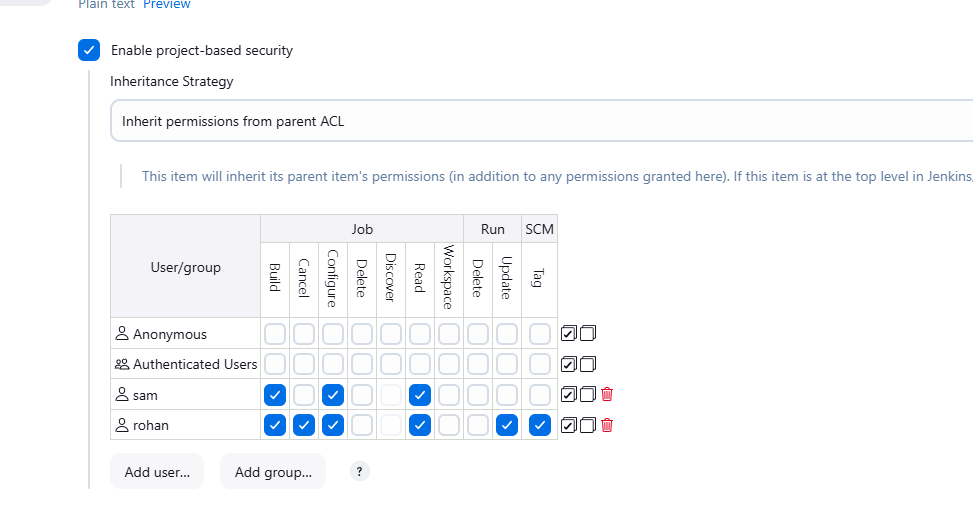 Plain text Preview
Enable project-based security
Inheritance Strategy
Inherit permissions from parent ACL
This item will inherit its parent item's permissions (in addition to any permissions granted here). If this item is at the top level in Jenkins,
User/group Job Run SCM
Build Cancel Configure Delete Discover Read Workspace Delete Update Tag
Anonymous
Authenticated Users
sam
rohan
Add user... Add group... ?